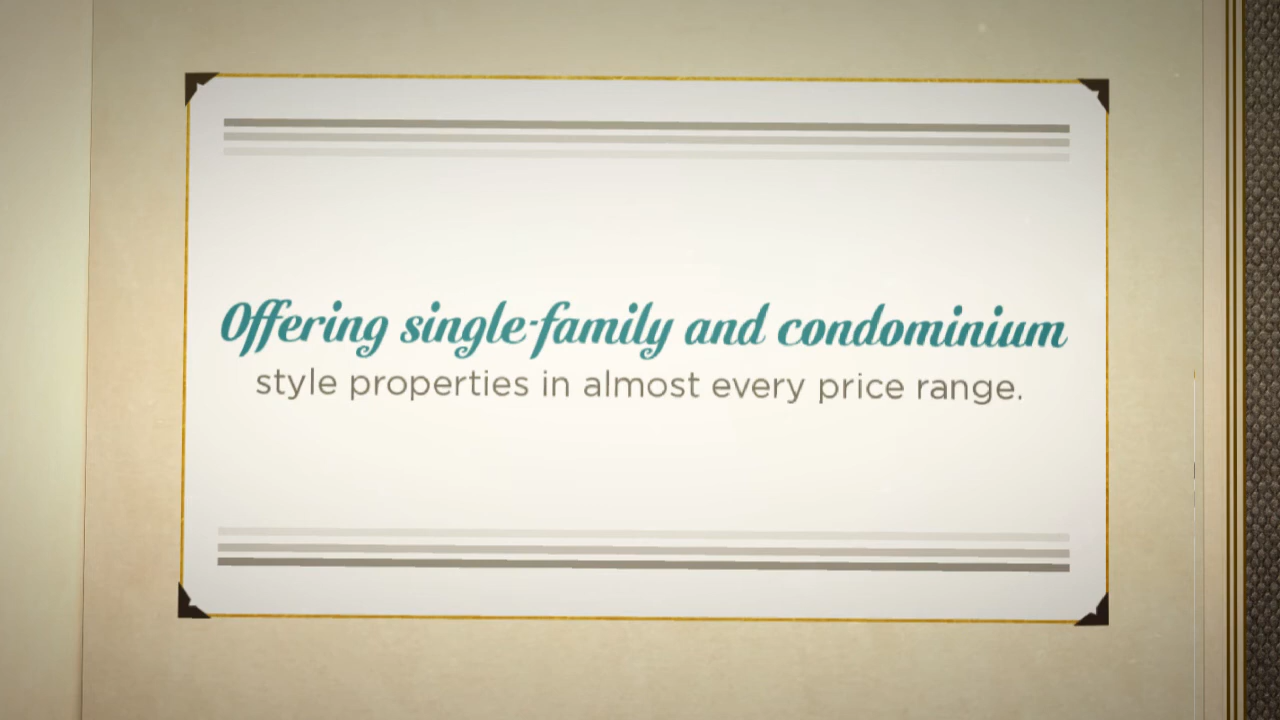 Offering single-family and condominium
style properties in almost every price range.